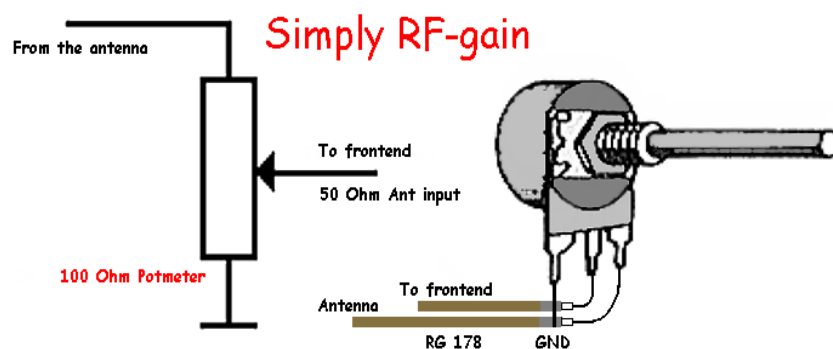 Simply RF-gain
From the antenna
To frontend
50 Ohm Ant input
100 Ohm Potmeter
To frontend
Antenna
RG 178
GND